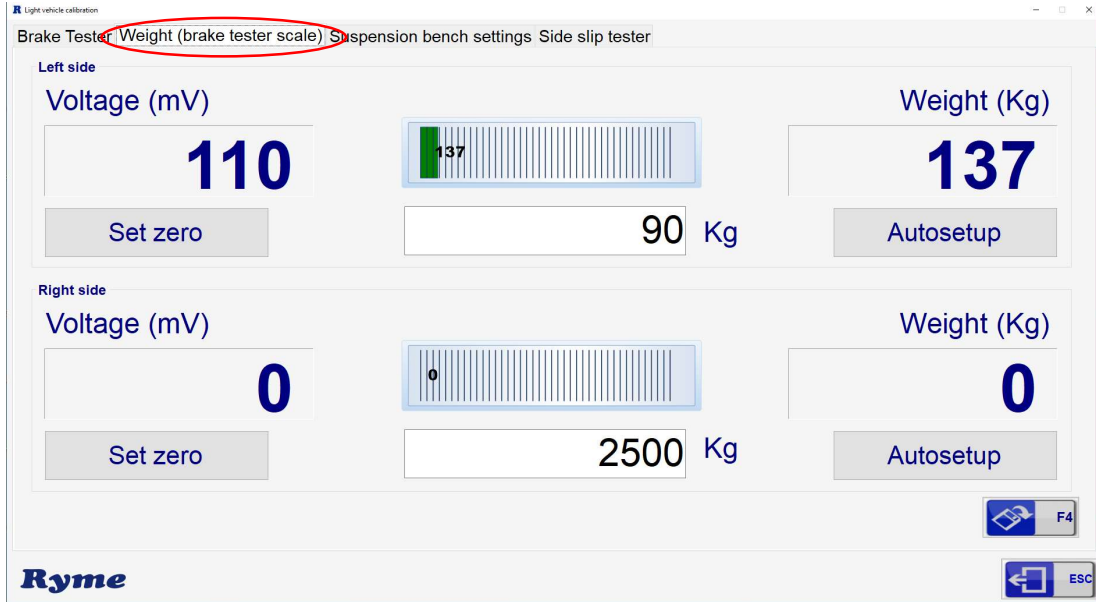 R Light vehicle calibration
Brake Tester Weight (brake tester scale) Suspension bench settings Side slip tester
Left side
Voltage (mV) Weight (Kg)
110 137 137
Set zero 90 Kg Autosetup
Right side
Voltage (mV) Weight (Kg)
0 0 0
Set zero 2500 Kg Autosetup
F4
Ryme ESC